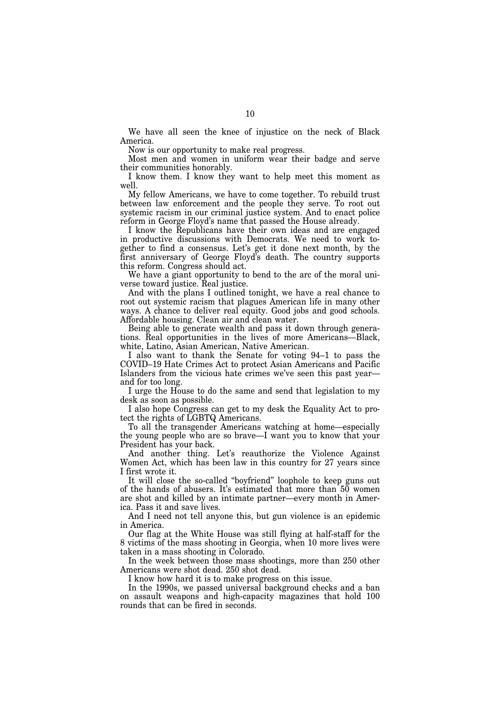 10
We have all seen the knee of injustice on the neck of Black
America.
Now is our opportunity to make real progress.
Most men and women in uniform wear their badge and serve
their communities honorably.
I know them. I know they want to help meet this moment as
well.
My fellow Americans, we have to come together. To rebuild trust
between law enforcement and the people they serve. To root out
systemic racism in our criminal justice system. And to enact police
reform in George Floyd's name that passed the House already.
I know the Republicans have their own ideas and are engaged
in productive discussions with Democrats. We need to work to-
gether to find a consensus. Let's get it done next month, by the
first anniversary of George Floyd's death. The country supports
this reform. Congress should act.
We have a giant opportunity to bend to the arc of the moral uni-
verse toward justice. Real justice.
And with the plans I outlined tonight, we have a real chance to
root out systemic racism that plagues American life in many other
ways. A chance to deliver real equity. Good jobs and good schools.
Affordable housing. Clean air and clean water.
Being able to generate wealth and pass it down through genera-
tions. Real opportunities in the lives of more Americans—Black,
white, Latino, Asian American, Native American.
I also want to thank the Senate for voting 94–1 to pass the
COVID–19 Hate Crimes Act to protect Asian Americans and Pacific
Islanders from the vicious hate crimes we've seen this past year—
and for too long.
I urge the House to do the same and send that legislation to my
desk as soon as possible.
I also hope Congress can get to my desk the Equality Act to pro-
tect the rights of LGBTQ Americans.
To all the transgender Americans watching at home—especially
the young people who are so brave—I want you to know that your
President has your back.
And another thing. Let's reauthorize the Violence Against
Women Act, which has been law in this country for 27 years since
I first wrote it.
It will close the so-called "boyfriend" loophole to keep guns out
of the hands of abusers. It's estimated that more than 50 women
are shot and killed by an intimate partner—every month in Amer-
ica. Pass it and save lives.
And I need not tell anyone this, but gun violence is an epidemic
in America.
Our flag at the White House was still flying at half-staff for the
8 victims of the mass shooting in Georgia, when 10 more lives were
taken in a mass shooting in Colorado.
In the week between those mass shootings, more than 250 other
Americans were shot dead. 250 shot dead.
I know how hard it is to make progress on this issue.
In the 1990s, we passed universal background checks and a ban
on assault weapons and high-capacity magazines that hold 100
rounds that can be fired in seconds.